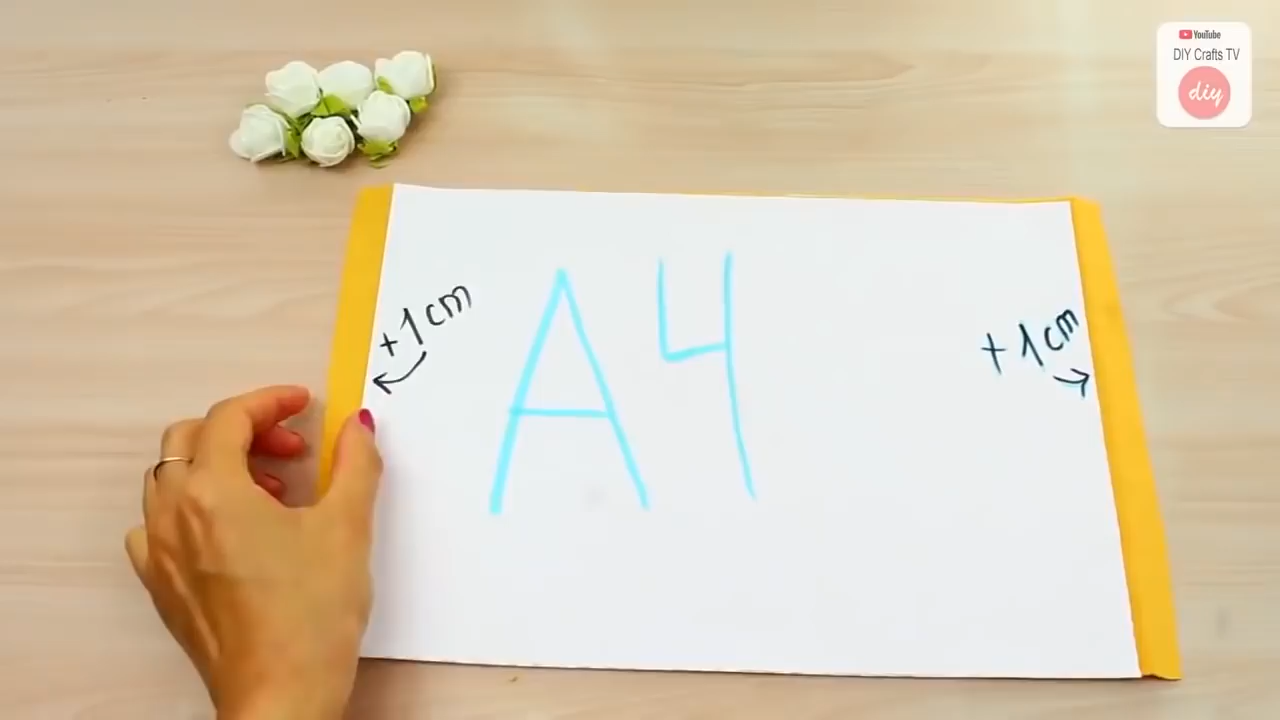 YouTube
DIY Crafts TV
diy
A4
+1cm
+1cm